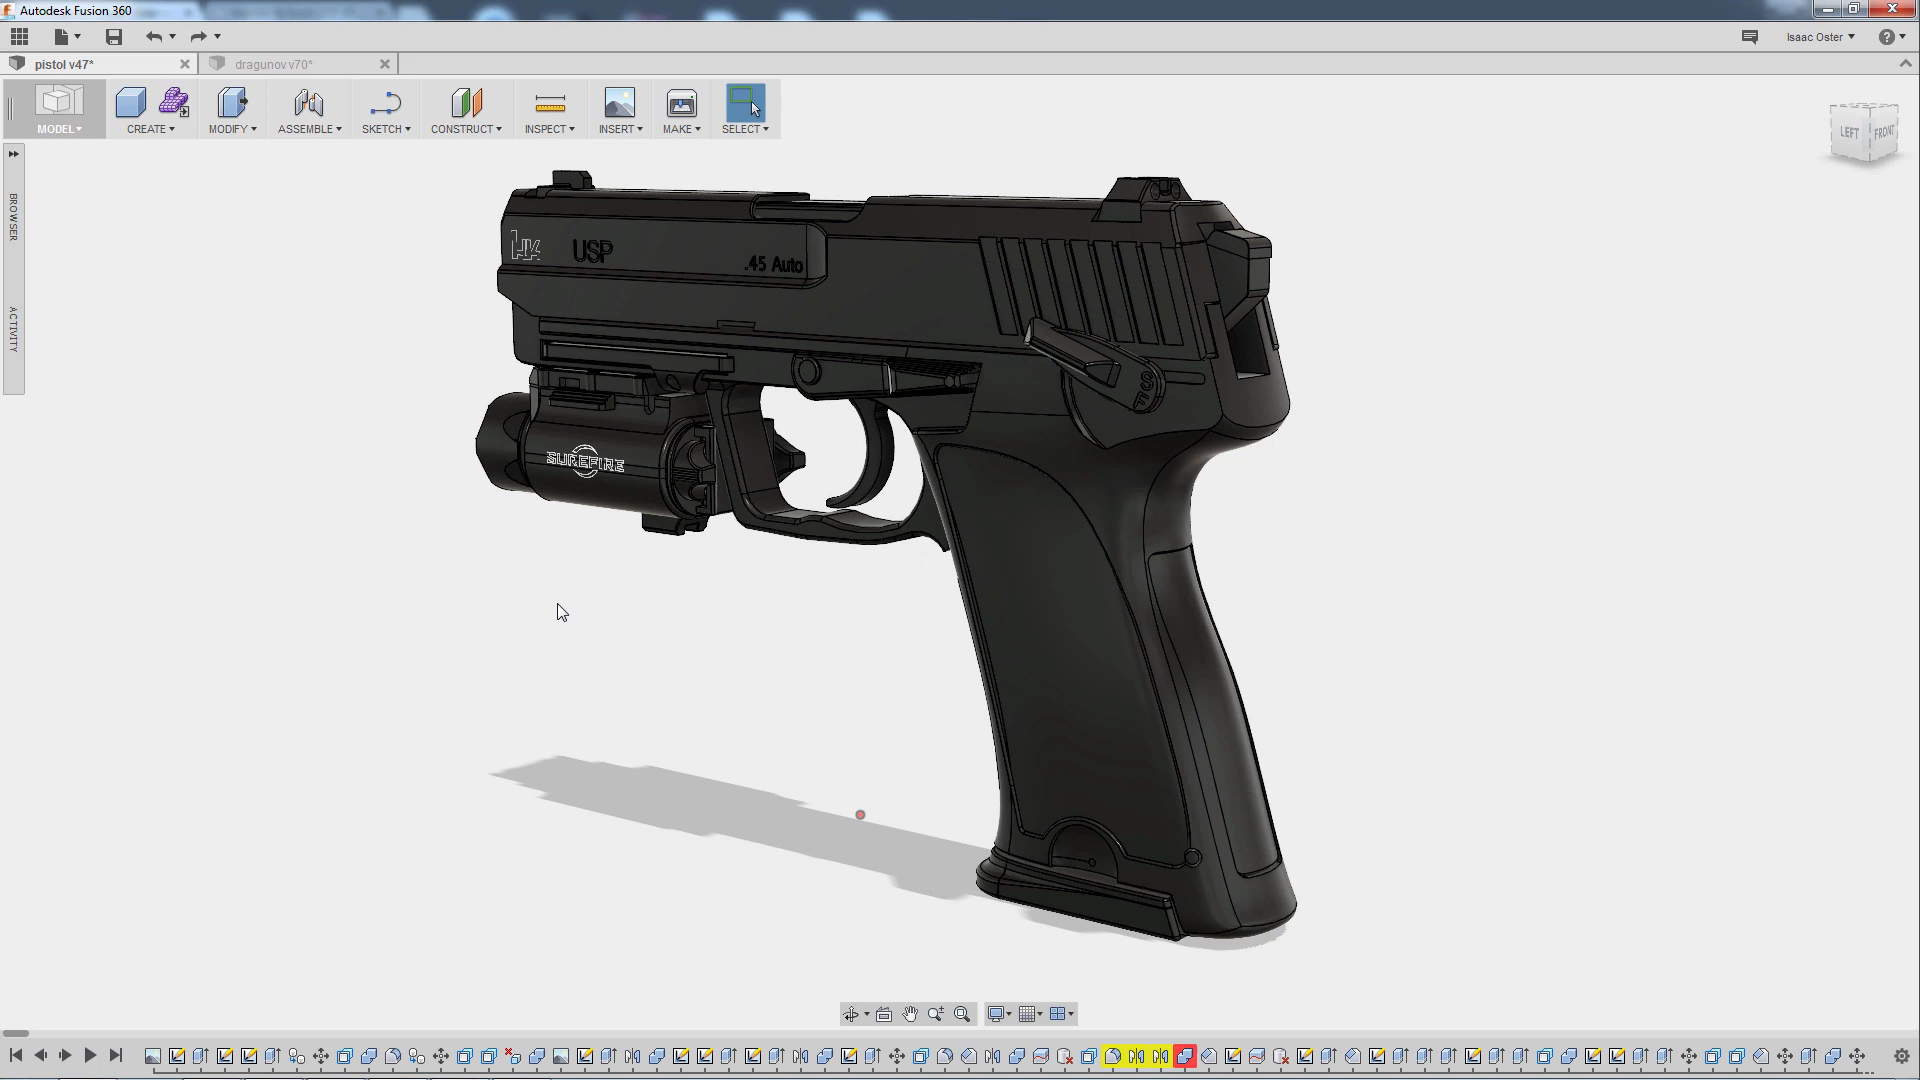 Autodesk Fusion 360
Isaac Oster
pistol v47*
dragunov v70*
MODEL
CREATE
MODIFY
ASSEMBLE
SKETCH
CONSTRUCT
INSPECT
INSERT
MAKE
SELECT
LEFT
FRONT
BROWSER
ACTIVITY
HK
USP
.45 Auto
S
F
SUREFIRE